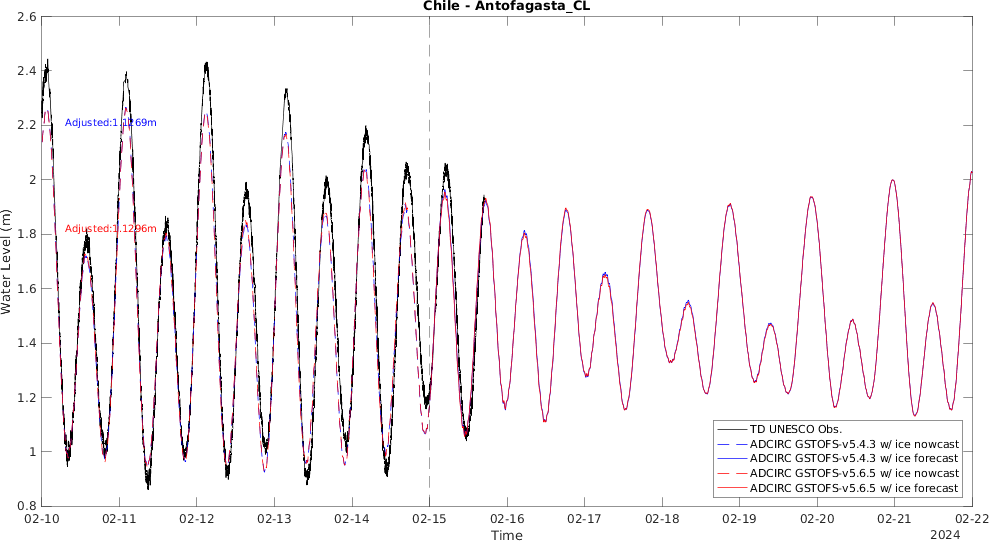 Chile - Antofagasta_CL
2.6
2.4
2.2
2
1.8
1.6
1.4
1.2
1
0.8
Water Level (m)
Adjusted:1.1269m
Adjusted:1.1296m
TD UNESCO Obs.
ADCIRC GSTOFS-v5.4.3 w/ ice nowcast
ADCIRC GSTOFS-v5.4.3 w/ ice forecast
ADCIRC GSTOFS-v5.6.5 w/ ice nowcast
ADCIRC GSTOFS-v5.6.5 w/ ice forecast
02-10 02-11 02-12 02-13 02-14 02-15 02-16 02-17 02-18 02-19 02-20 02-21 02-22
Time
2024